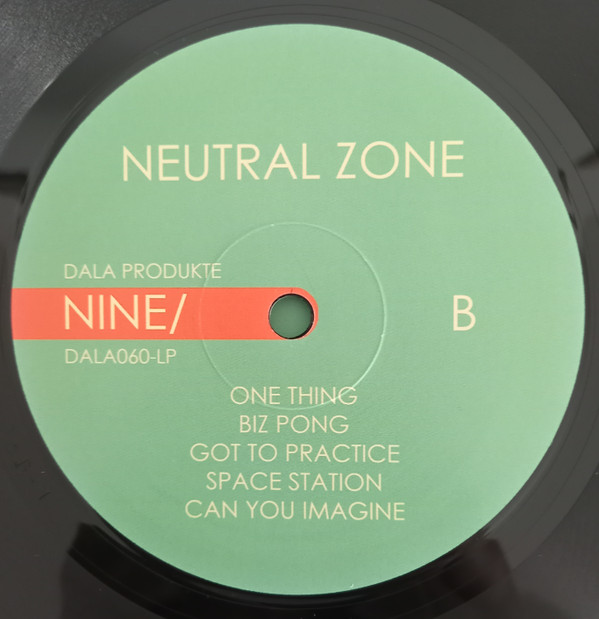 NEUTRAL ZONE
DALA PRODUKTE
NINE/
B
DALA060-LP
ONE THING
BIZ PONG
GOT TO PRACTICE
SPACE STATION
CAN YOU IMAGINE